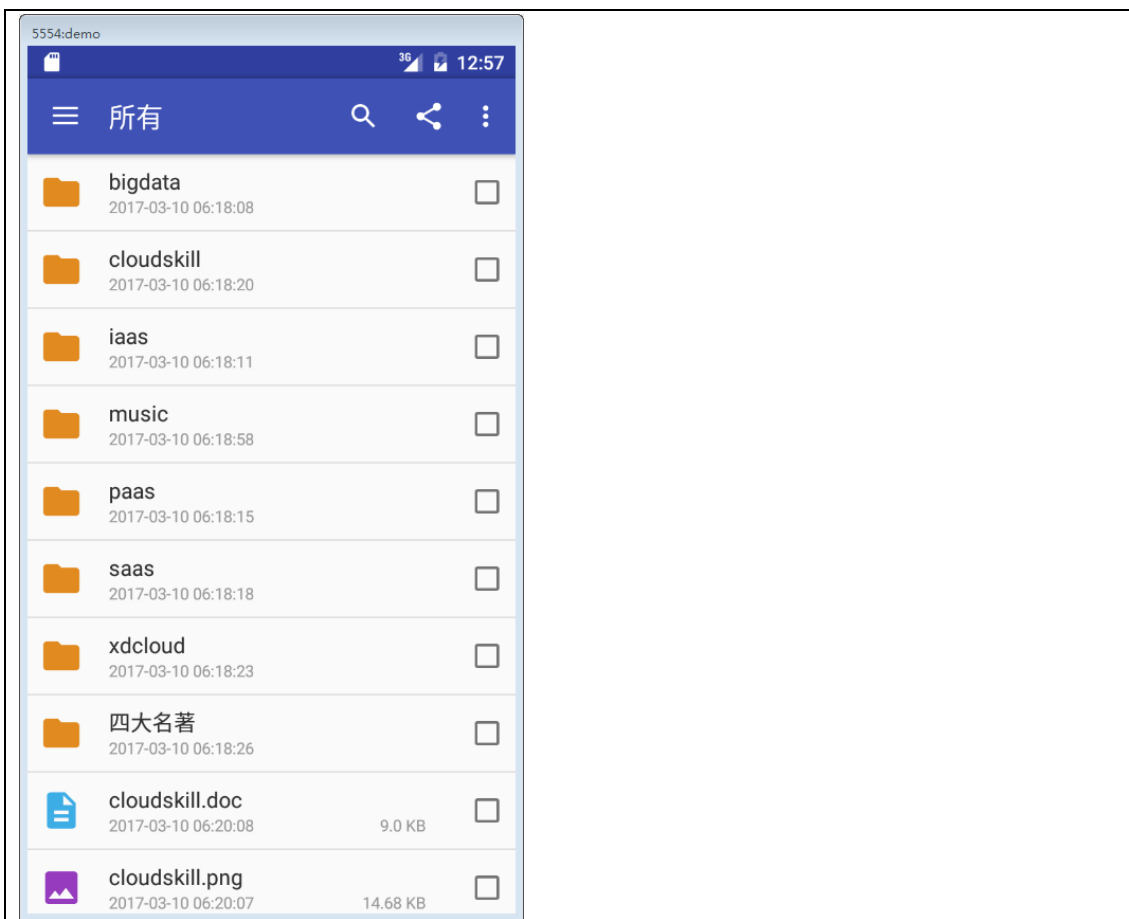 5554:demo
3G 12:57
所有
bigdata
2017-03-10 06:18:08
cloudskill
2017-03-10 06:18:20
iaas
2017-03-10 06:18:11
music
2017-03-10 06:18:58
paas
2017-03-10 06:18:15
saas
2017-03-10 06:18:18
xdcloud
2017-03-10 06:18:23
四大名著
2017-03-10 06:18:26
cloudskill.doc
2017-03-10 06:20:08 9.0 KB
cloudskill.png
2017-03-10 06:20:07 14.68 KB